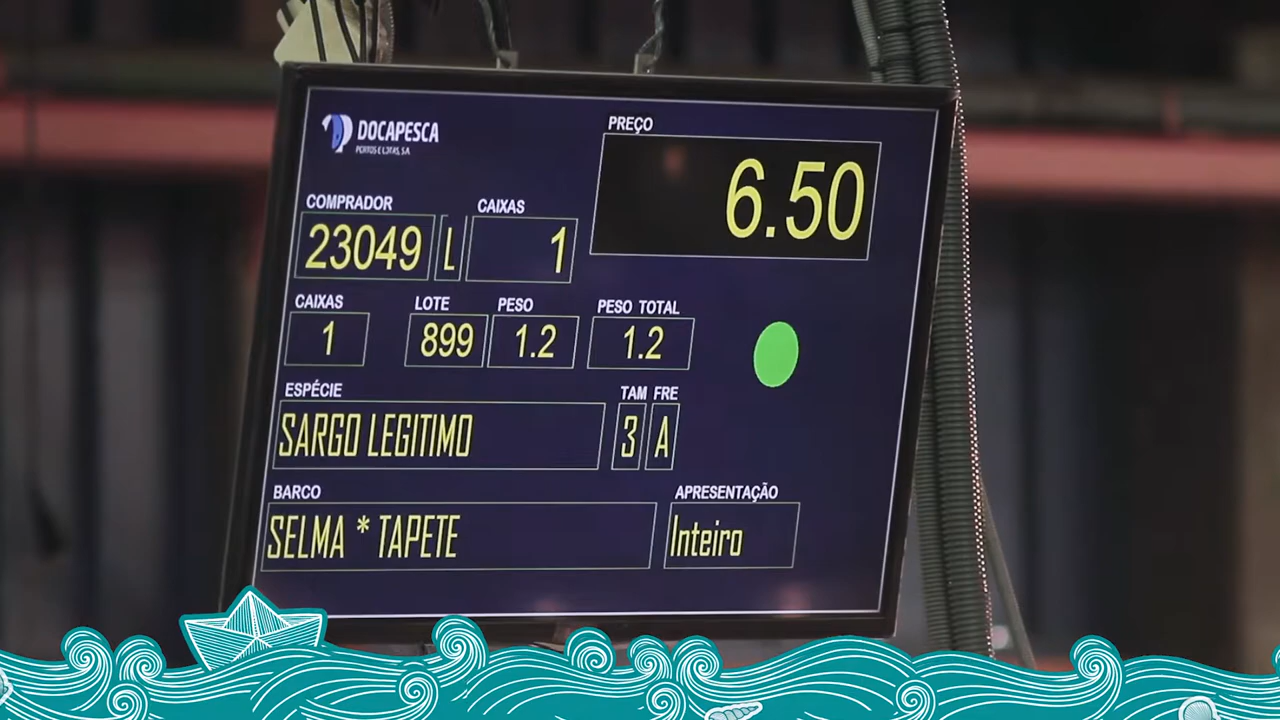 DOCAPESCA
PORTOS E LOTAS, S.A.
PREÇO
6.50
COMPRADOR
CAIXAS
23049 L 1
CAIXAS LOTE PESO PESO TOTAL
1 899 1.2 1.2
ESPÉCIE TAM FRE
SARGO LEGITIMO 3 A
BARCO APRESENTAÇÃO
SELMA * TAPETE Inteiro